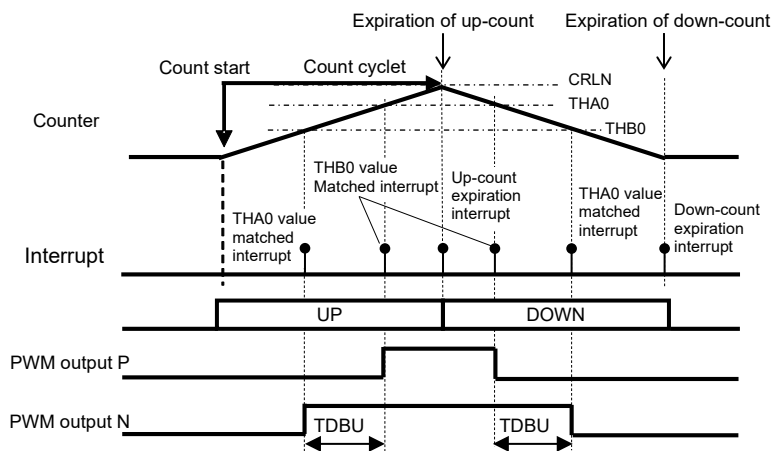 Expiration of up-count
Expiration of down-count
Count start
Count cyclet
CRLN
THA0
THB0
Counter
THB0 value
Matched interrupt
Up-count
expiration
interrupt
THA0 value
matched
interrupt
THA0 value
matched
interrupt
Down-count
expiration
interrupt
Interrupt
UP
DOWN
PWM output P
PWM output N
TDBU
TDBU